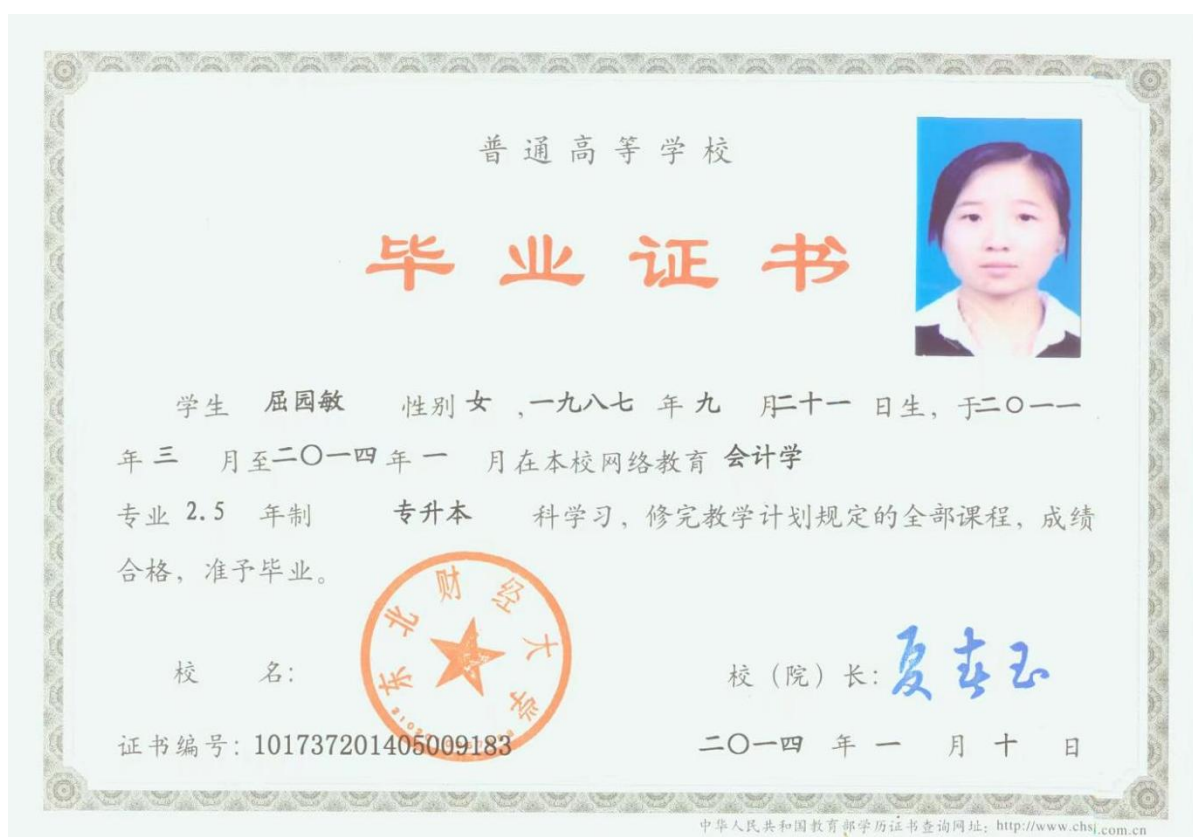 普通高等学校
毕业证书
学生 屈园敏 性别 女 ,一九八七 年 九 月二十一 日生, 于二〇一一
年 三 月至二〇一四年 一 月在本校网络教育 会计学
专业 2.5 年制 专升本 科学习, 修完教学计划规定的全部课程, 成绩
合格, 准予毕业。
东北财经大学
校 名:
校(院)长: 夏春玉
证书编号: 101737201405009183
二〇一四 年 一 月 十 日
中华人民共和国教育部学历证书查询网址: http://www.chsi.com.cn